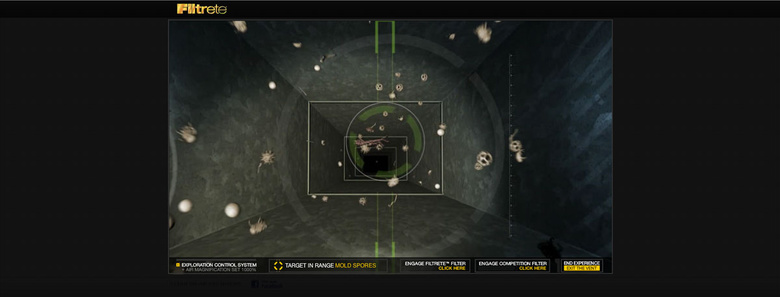 Filtrete
EXPLORATION CONTROL SYSTEM
AIR MAGNIFICATION SET 1000%
TARGET IN RANGE MOLD SPORES
ENGAGE FILTRETE™ FILTER
CLICK HERE
ENGAGE COMPETITION FILTER
CLICK HERE
END EXPERIENCE
EXIT THE VENT